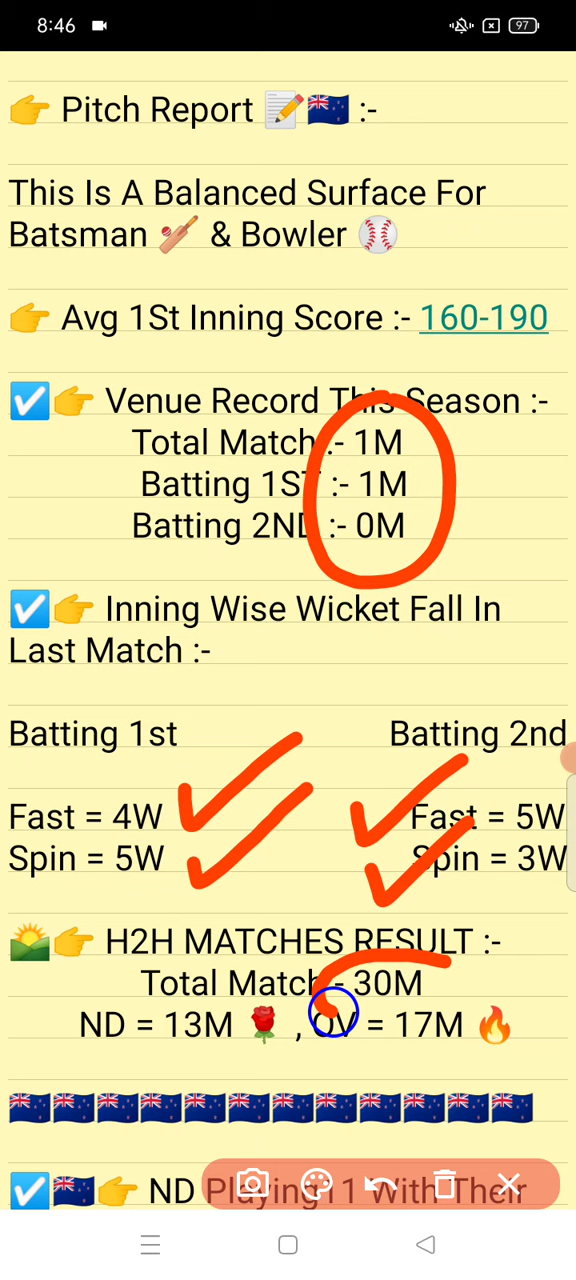 8:46
97
Pitch Report :-
This Is A Balanced Surface For
Batsman & Bowler
Avg 1St Inning Score :- 160-190
Venue Record This Season :-
Total Match :- 1M
Batting 1ST :- 1M
Batting 2ND :- 0M
Inning Wise Wicket Fall In
Last Match :-
Batting 1st Batting 2nd
Fast = 4W Fast = 5W
Spin = 5W Spin = 3W
H2H MATCHES RESULT :-
Total Match :- 30M
ND = 13M , OV = 17M
ND Playing 11 With Their